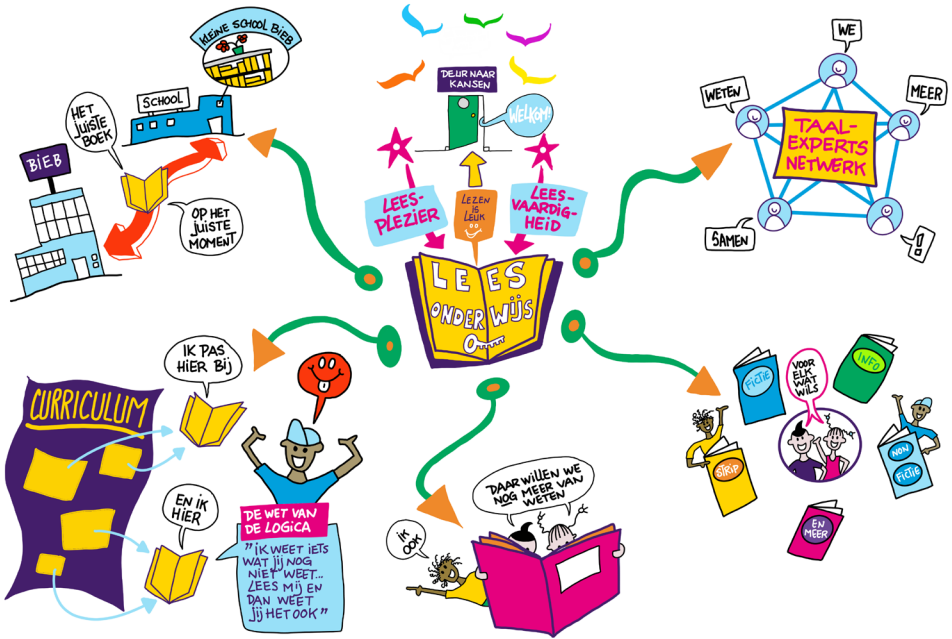 KLEINE SCHOOL BIEB
SCHOOL
HET
JUISTE
BOEK
BIEB
OP HET
JUISTE
MOMENT
DEUR NAAR
KANSEN
WELKOM!
LEES-
PLEZIER
LEZEN
IS
LEUK
LEES-
VAARDIG-
HEID
LEES
ONDERWIJS
WE
WETEN
MEER
TAAL-
EXPERTS
NETWERK
SAMEN
!
CURRICULUM
IK PAS
HIER BIJ
EN IK
HIER
DE WET VAN
DE LOGICA
"IK WEET IETS
WAT JIJ NOG
NIET WEET...
LEES MIJ EN
DAN WEET
JIJ HET OOK"
DAAR WILLEN WE
NOG MEER VAN
WETEN
IK
OOK
VOOR
ELK
WAT
WILS
FICTIE
INFO
STRIP
NON
FICTIE
EN
MEER